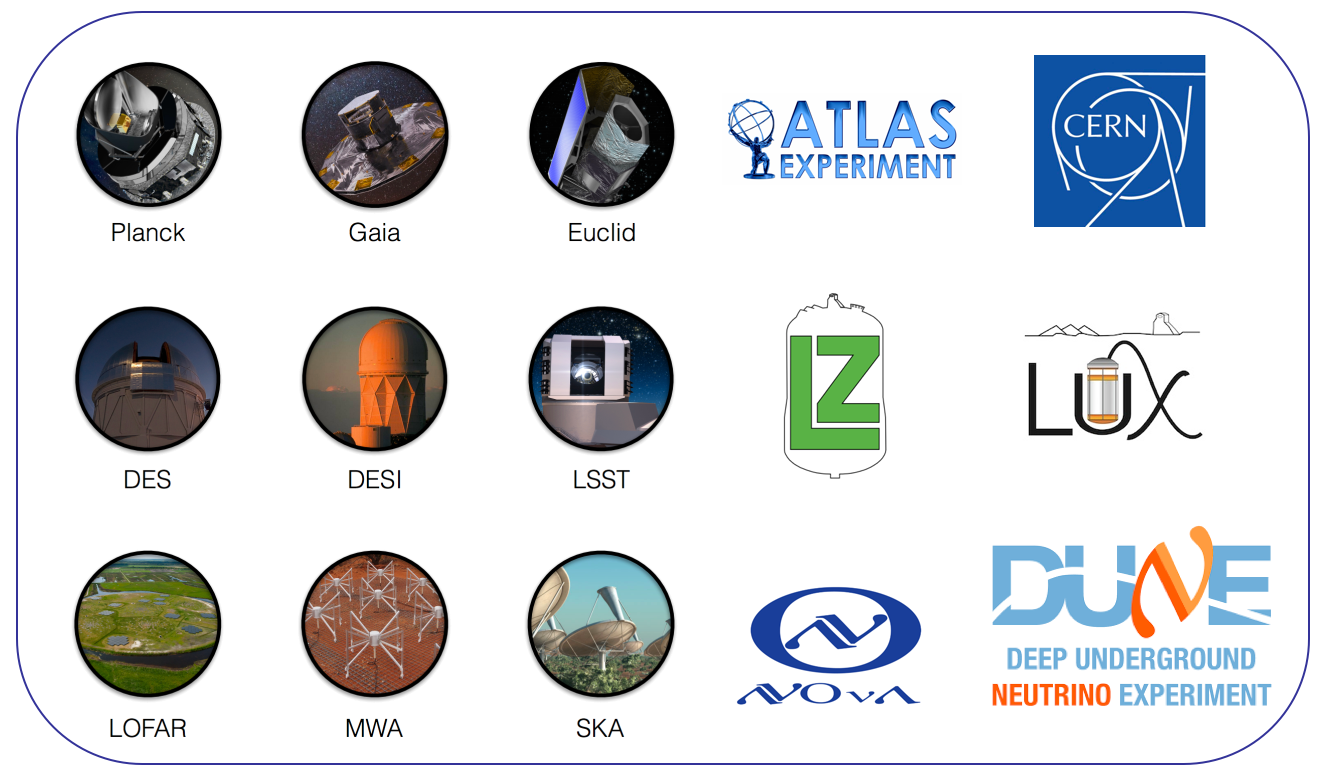 Planck
Gaia
Euclid
ATLAS
EXPERIMENT
CERN
DES
DESI
LSST
LZ
LUX
LOFAR
MWA
SKA
NOνA
DUNE
DEEP UNDERGROUND
NEUTRINO EXPERIMENT